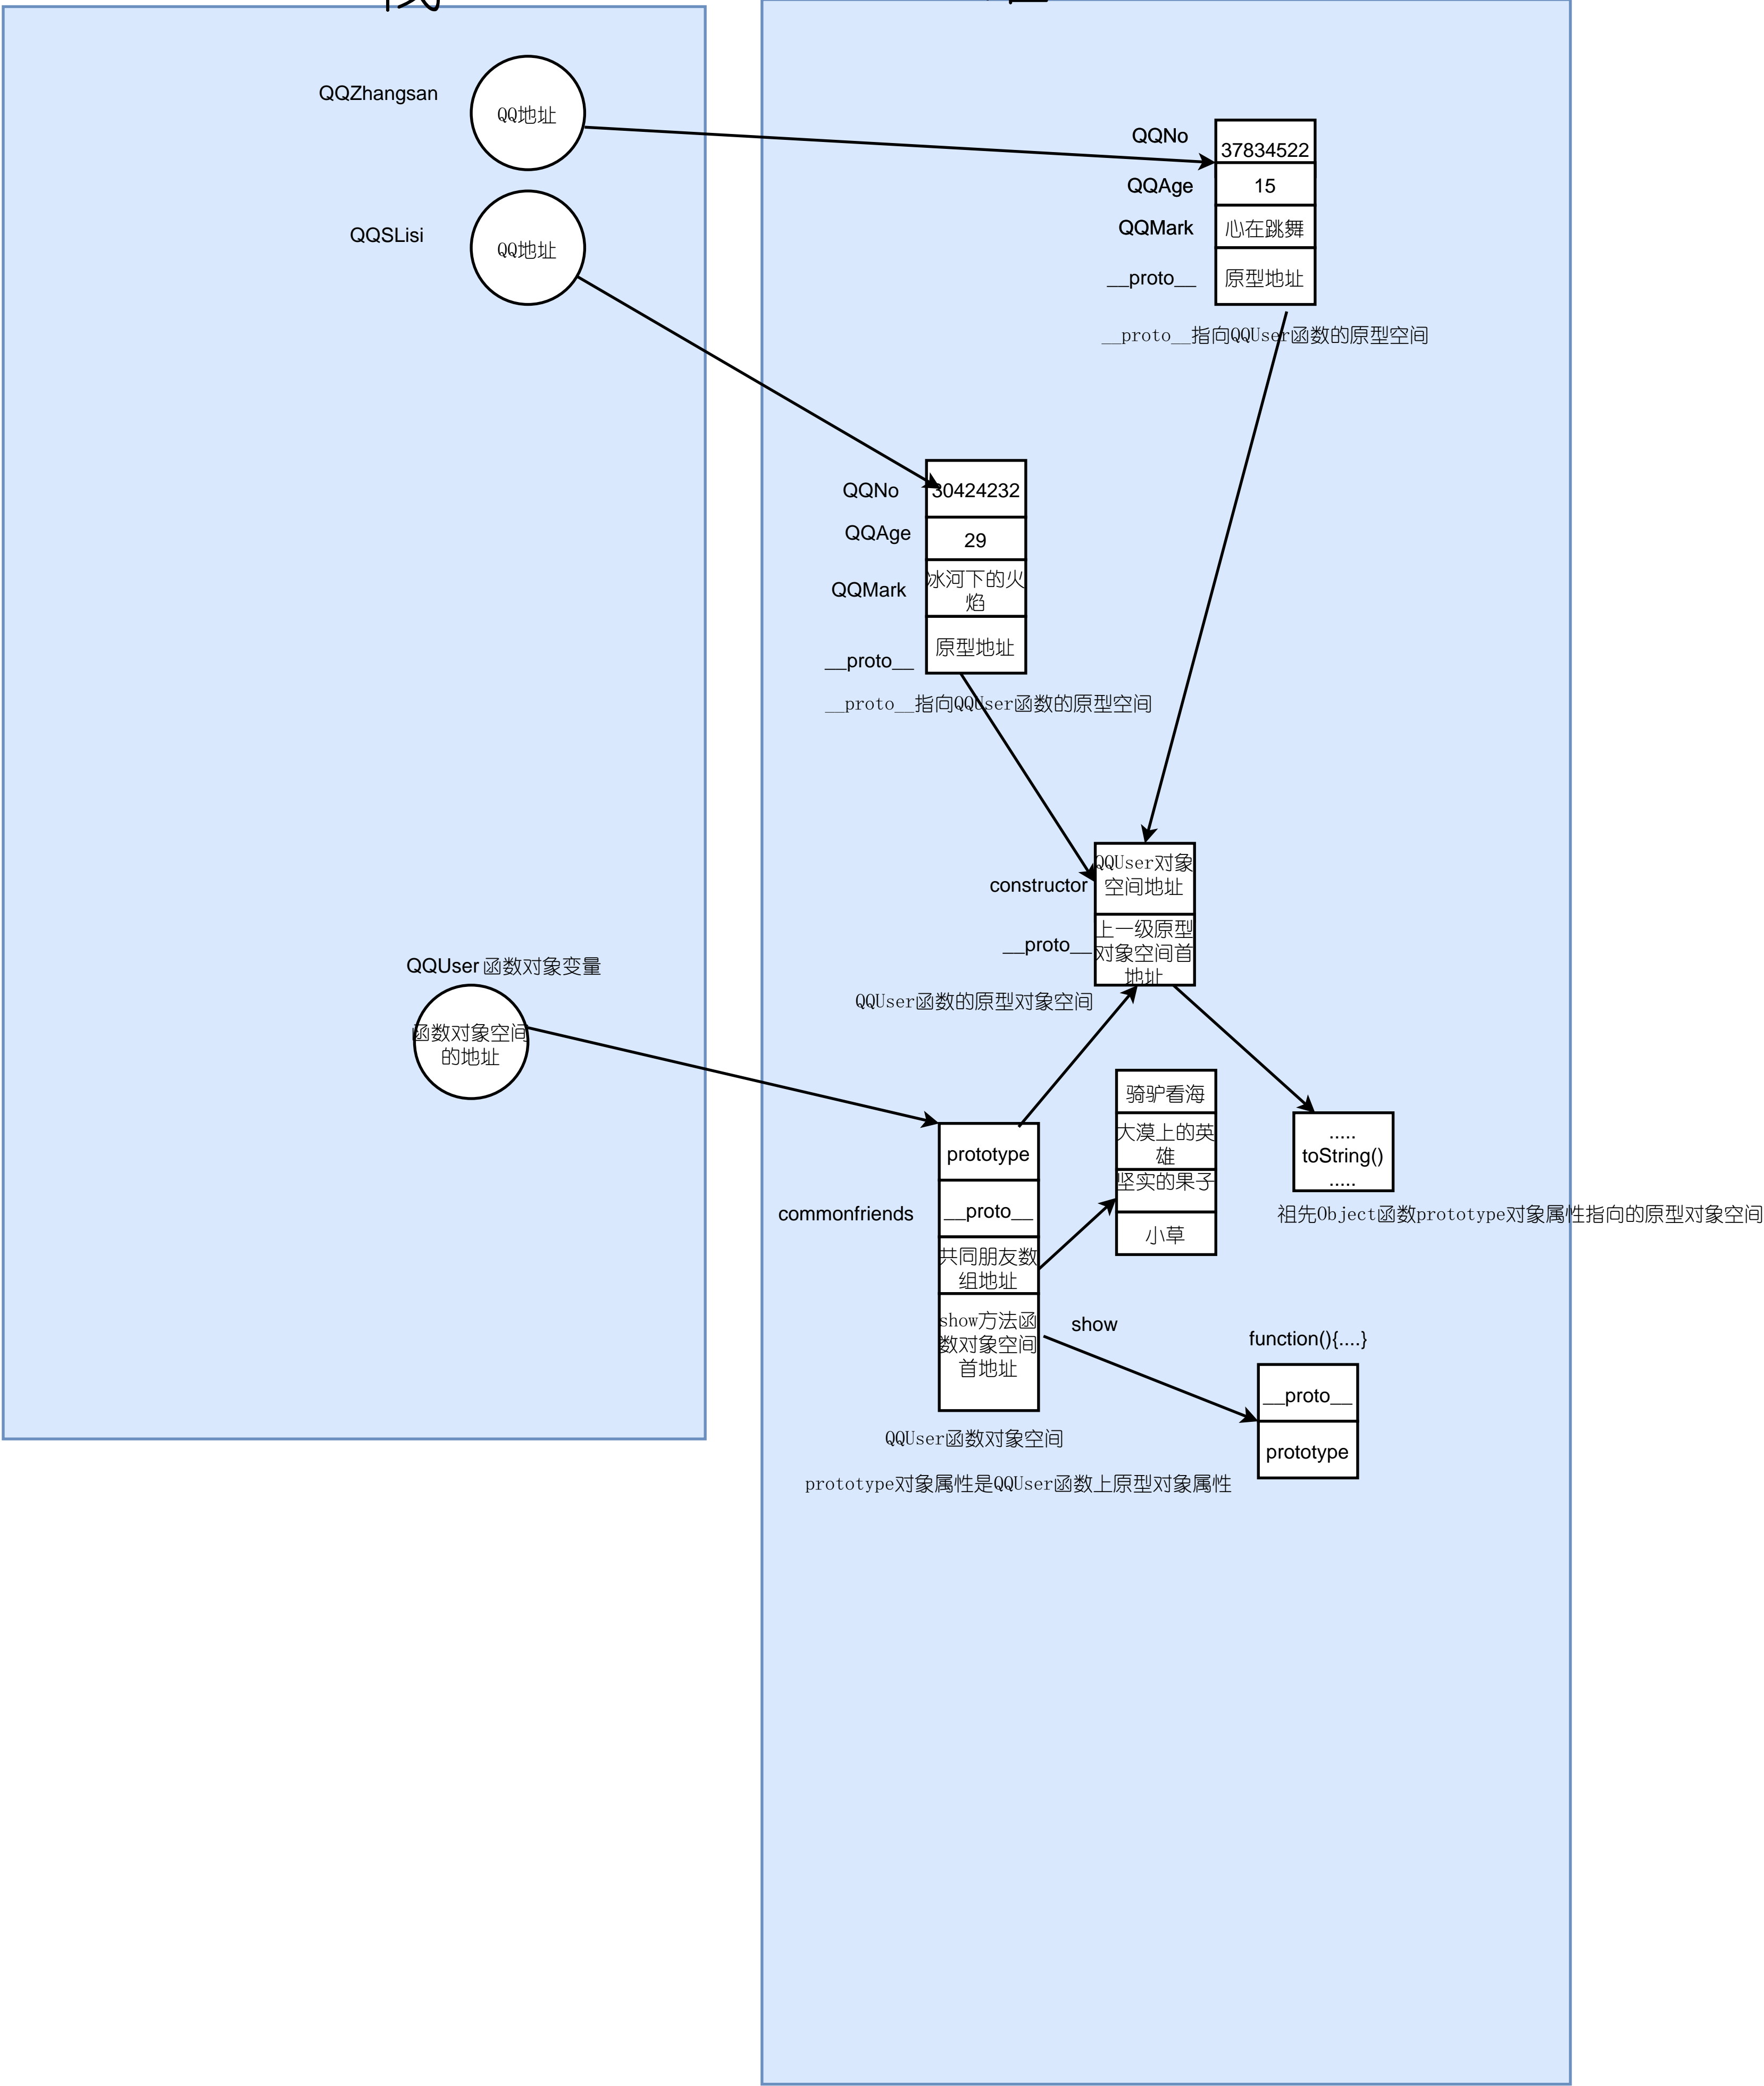 QQZhangsan
QQ地址
QQSLisi
QQ地址
QQNo
37834522
QQAge
15
QQMark
心在跳舞
__proto__
原型地址
__proto__指向QQUser函数的原型空间
QQNo
30424232
QQAge
29
QQMark
冰河下的火
焰
__proto__
原型地址
__proto__指向QQUser函数的原型空间
constructor
QQUser对象
空间地址
__proto__
上一级原型
对象空间首
地址
QQUser函数的原型对象空间
QQUser函数对象变量
函数对象空间
的地址
prototype
commonfriends
__proto__
共同朋友数
组地址
show方法函
数对象空间
首地址
骑驴看海
大漠上的英
雄
坚实的果子
小草
.....
toString()
.....
祖先Object函数prototype对象属性指向的原型对象空间
show
function(){....}
__proto__
prototype
QQUser函数对象空间
prototype对象属性是QQUser函数上原型对象属性